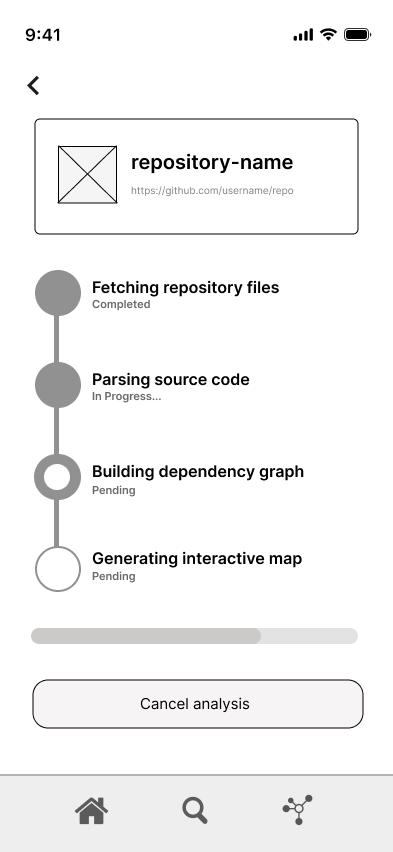 9:41
repository-name
https://github.com/username/repo
Fetching repository files
Completed
Parsing source code
In Progress...
Building dependency graph
Pending
Generating interactive map
Pending
Cancel analysis